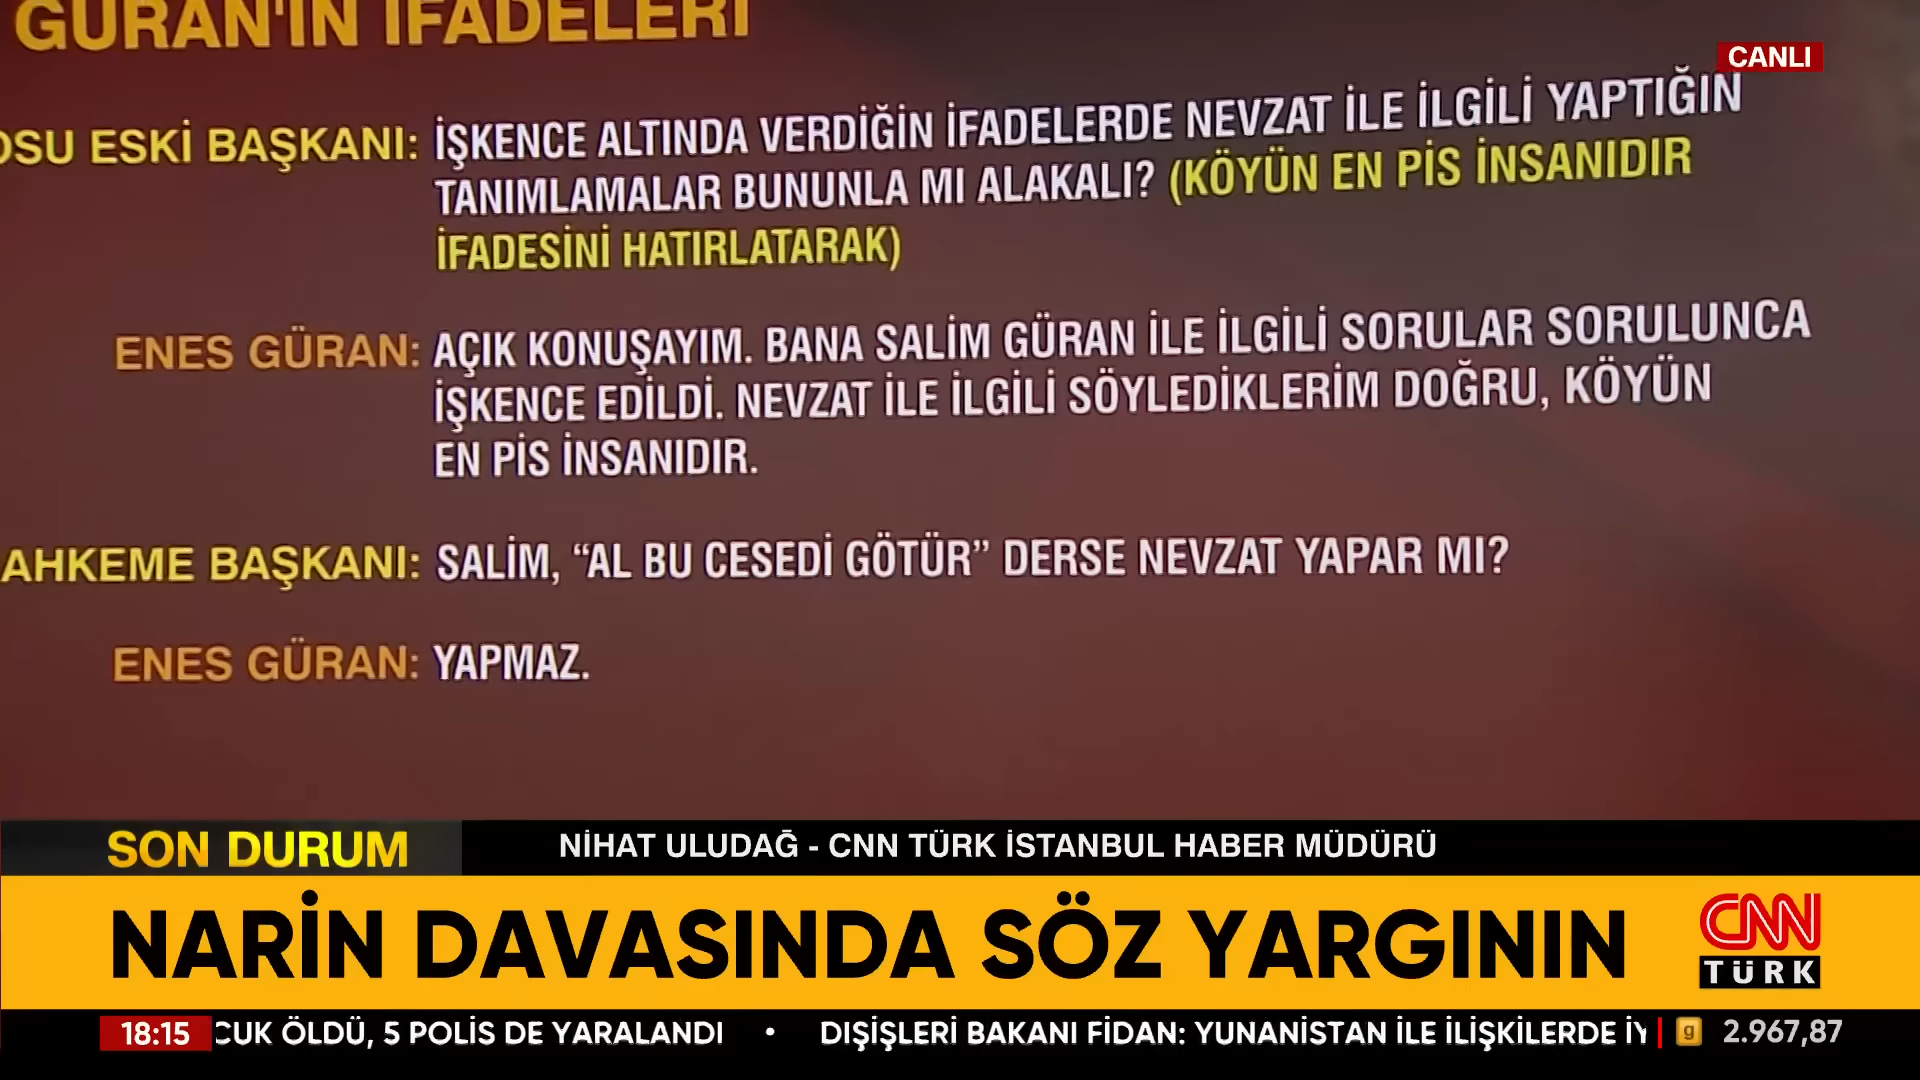 GÜRAN'IN İFADELERİ
CANLI
OSU ESKİ BAŞKANI: İŞKENCE ALTINDA VERDİĞİN İFADELERDE NEVZAT İLE İLGİLİ YAPTIĞIN
TANIMLAMALAR BUNUNLA MI ALAKALI? (KÖYÜN EN PİS İNSANIDIR
İFADESİNİ HATIRLATARAK)
ENES GÜRAN: AÇIK KONUŞAYIM. BANA SALİM GÜRAN İLE İLGİLİ SORULAR SORULUNCA
İŞKENCE EDİLDİ. NEVZAT İLE İLGİLİ SÖYLEDİKLERİM DOĞRU, KÖYÜN
EN PİS İNSANIDIR.
AHKEME BAŞKANI: SALİM, “AL BU CESEDİ GÖTÜR” DERSE NEVZAT YAPAR MI?
ENES GÜRAN: YAPMAZ.
SON DURUM
NİHAT ULUDAĞ - CNN TÜRK İSTANBUL HABER MÜDÜRÜ
NARİN DAVASINDA SÖZ YARGININ
CNN
TÜRK
18:15 CUK ÖLDÜ, 5 POLİS DE YARALANDI • DIŞİŞLERİ BAKANI FİDAN: YUNANİSTAN İLE İLİŞKİLERDE İY g 2.967,87